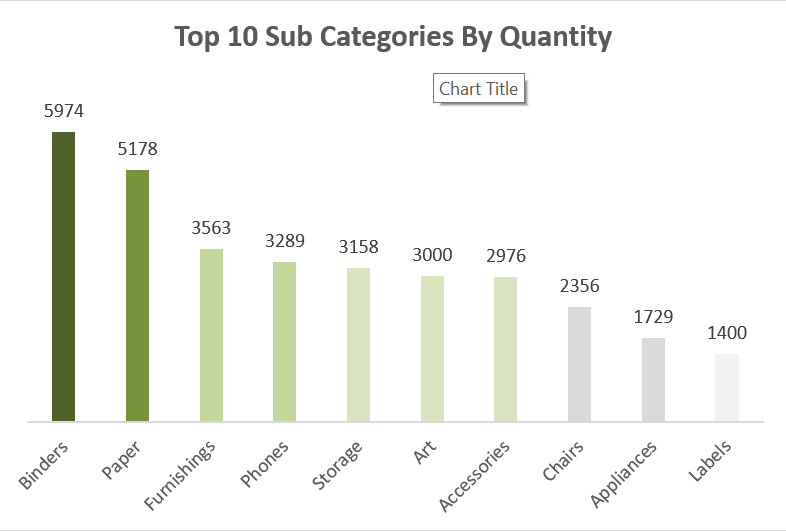 Top 10 Sub Categories By Quantity
Chart Title
5974
5178
3563
3289
3158
3000
2976
2356
1729
1400
Binders
Paper
Furnishings
Phones
Storage
Art
Accessories
Chairs
Appliances
Labels